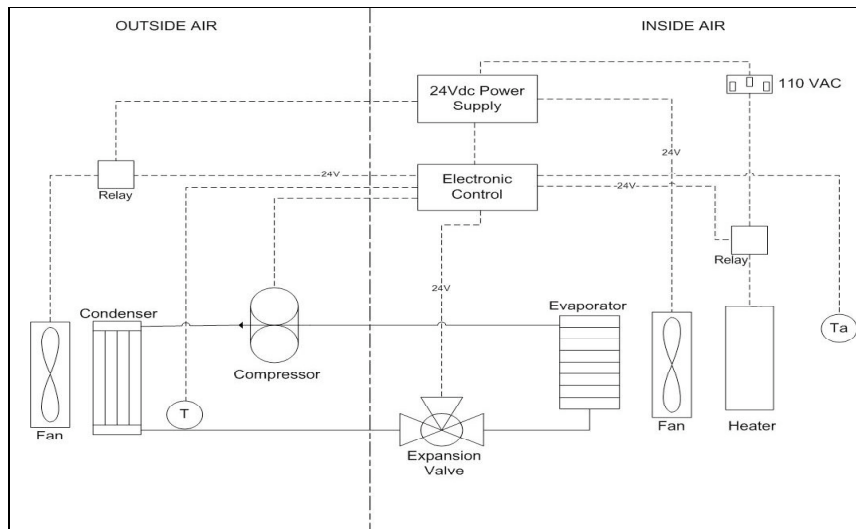 OUTSIDE AIR
INSIDE AIR
24Vdc Power
Supply
110 VAC
24V
Relay
24V
Electronic
Control
24V
Relay
24V
Condenser
Evaporator
Compressor
Ta
T
Fan
Expansion
Valve
Fan
Heater